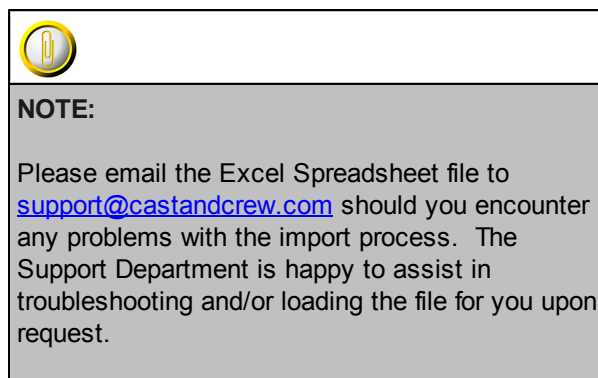 NOTE:
Please email the Excel Spreadsheet file to
support@castandcrew.com should you encounter
any problems with the import process.  The
Support Department is happy to assist in
troubleshooting and/or loading the file for you upon
request.